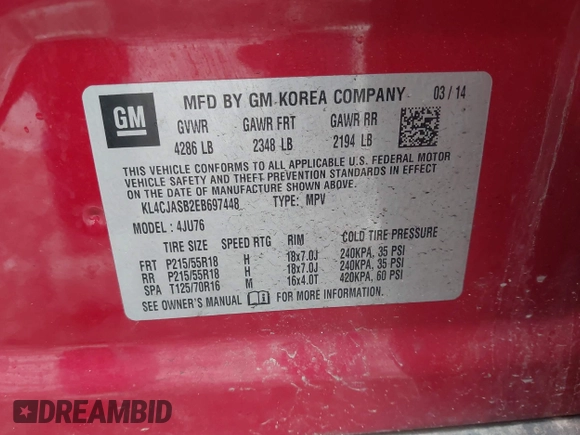 GM
MFD BY GM KOREA COMPANY 03 / 14
GVWR GAWR FRT GAWR RR
4286 LB 2348 LB 2194 LB
THIS VEHICLE CONFORMS TO ALL APPLICABLE U.S. FEDERAL MOTOR
VEHICLE SAFETY AND THEFT PREVENTION STANDARDS IN EFFECT
ON THE DATE OF MANUFACTURE SHOWN ABOVE.
KL4CJASB2EB697448 TYPE: MPV
MODEL : 4JU76
TIRE SIZE SPEED RTG RIM COLD TIRE PRESSURE
FRT P215/55R18 H 18x7.0J 240KPA, 35 PSI
RR P215/55R18 H 18x7.0J 240KPA, 35 PSI
SPA T125/70R16 M 16x4.0T 420KPA, 60 PSI
SEE OWNER'S MANUAL FOR MORE INFORMATION.
DREAMBID